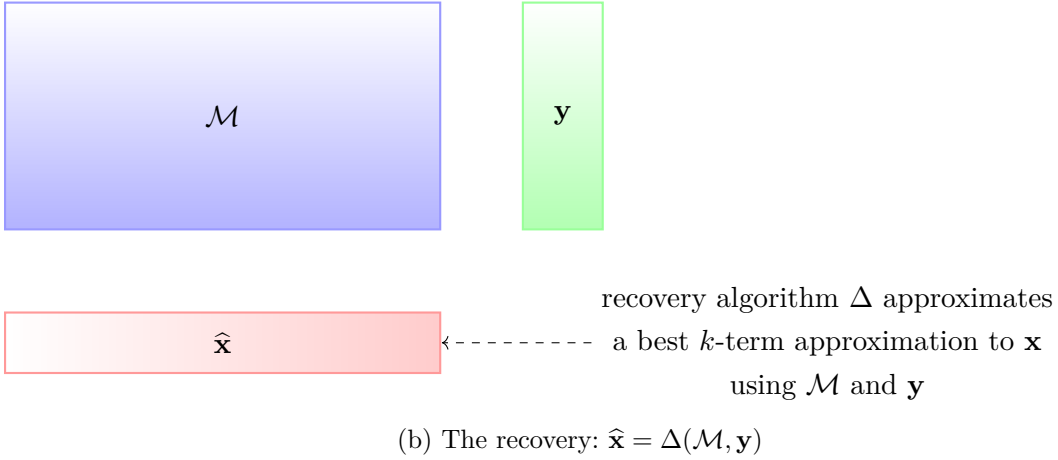 ℳ
𝐲
𝐱̂
recovery algorithm Δ approximates
a best k-term approximation to 𝐱
using ℳ and 𝐲
(b) The recovery: 𝐱̂ = Δ(ℳ, 𝐲)